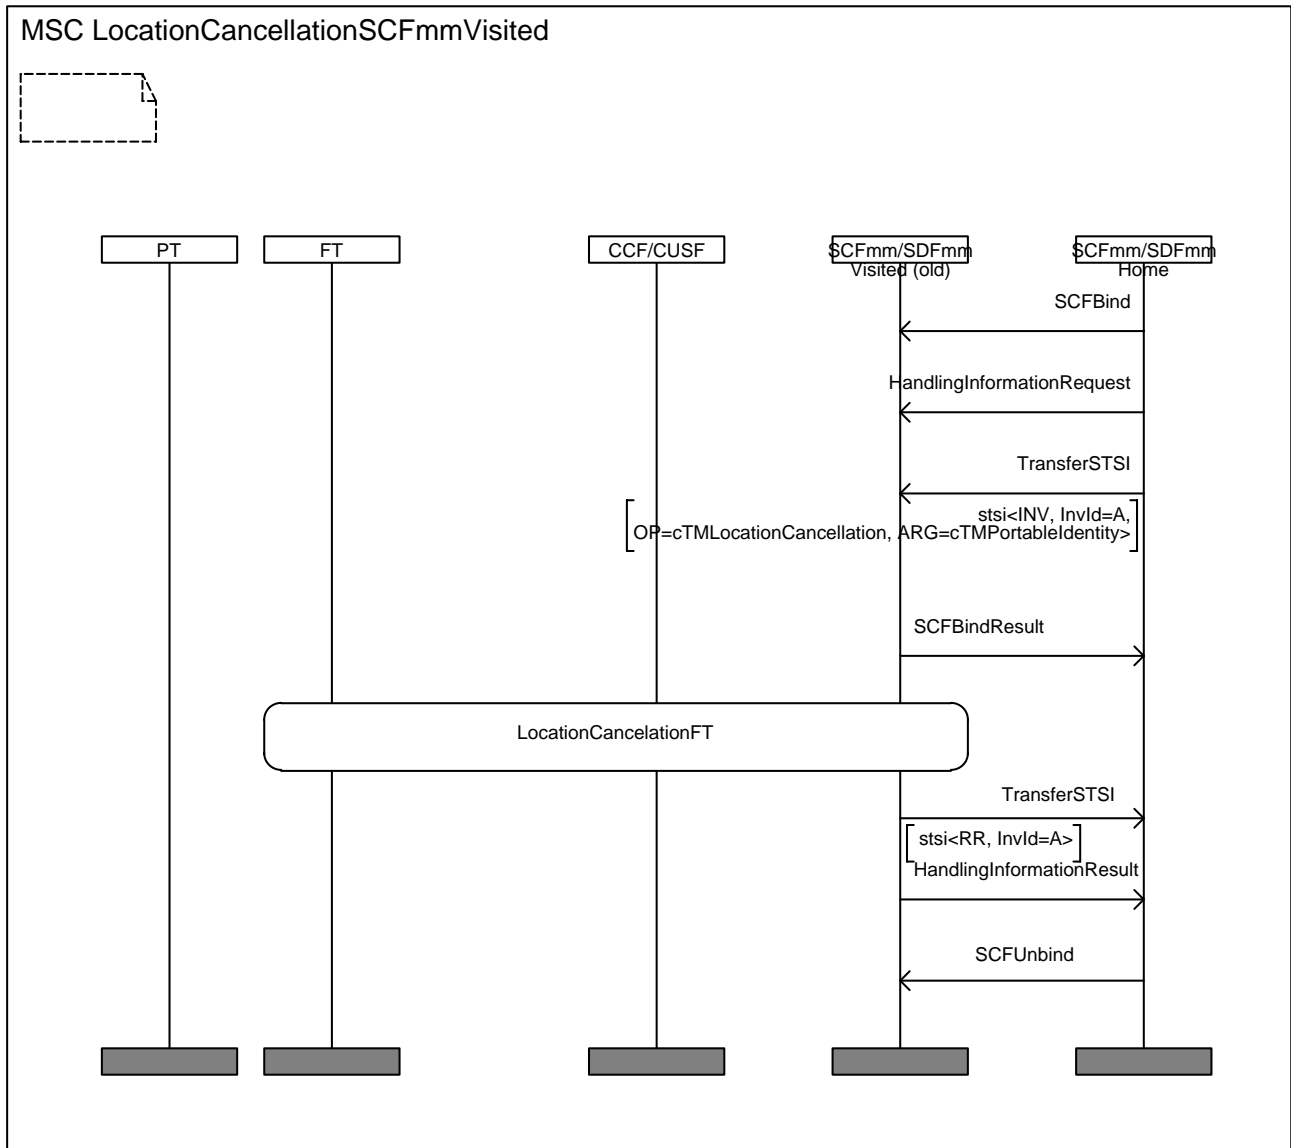 MSC LocationCancellationSCFmmVisited
PT
FT
CCF/CUSF
SCFmm/SDFmm
Visited (old)
SCFmm/SDFmm
Home
SCFBind
HandlingInformationRequest
TransferSTSI
stsi<INV, InvId=A,
OP=cTMLocationCancellation, ARG=cTMPortableIdentity>
SCFBindResult
LocationCancelationFT
TransferSTSI
stsi<RR, InvId=A>
HandlingInformationResult
SCFUnbind